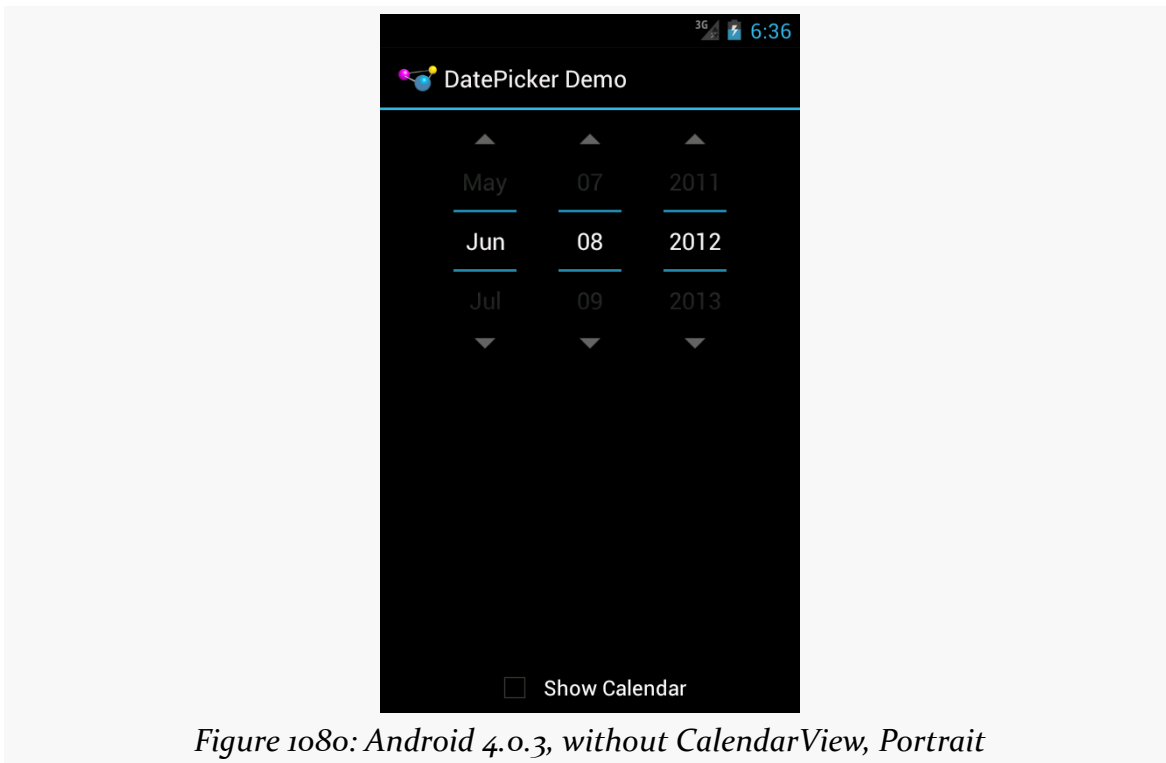 3G 6:36
DatePicker Demo
May 07 2011
Jun 08 2012
Jul 09 2013
Show Calendar
Figure 1080: Android 4.0.3, without CalendarView, Portrait